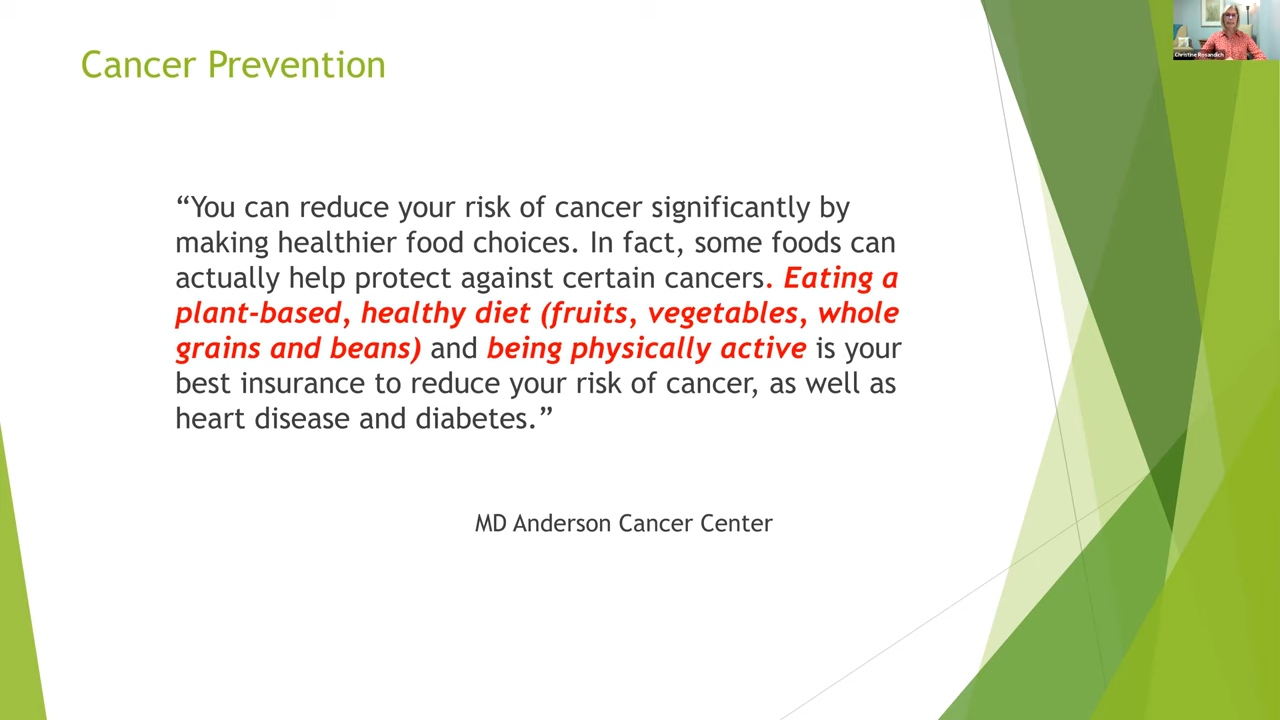 Cancer Prevention
Christine Rosandich
“You can reduce your risk of cancer significantly by
making healthier food choices. In fact, some foods can
actually help protect against certain cancers. Eating a
plant-based, healthy diet (fruits, vegetables, whole
grains and beans) and being physically active is your
best insurance to reduce your risk of cancer, as well as
heart disease and diabetes.”
MD Anderson Cancer Center